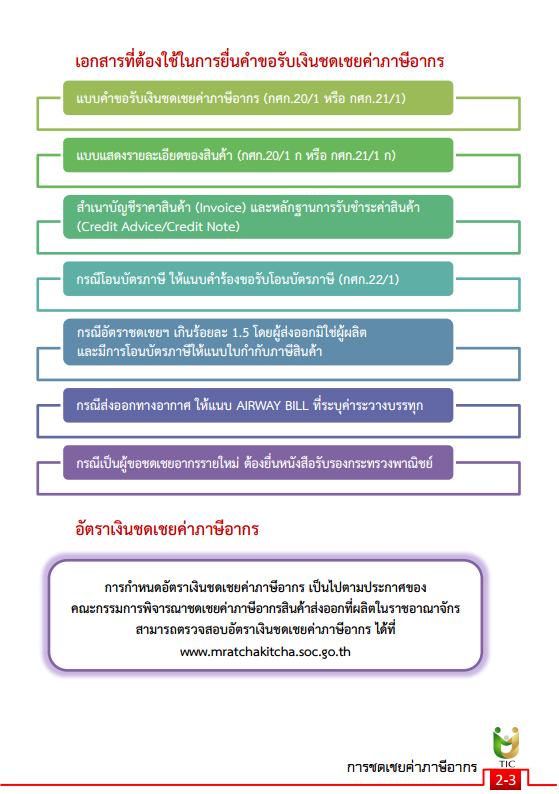 เอกสารที่ต้องใช้ในการยื่นคำขอรับเงินชดเชยค่าภาษีอากร
แบบคำขอรับเงินชดเชยค่าภาษีอากร (กศก.20/1 หรือ กศก.21/1)
แบบแสดงรายละเอียดของสินค้า (กศก.20/1 ก หรือ กศก.21/1 ก)
สำเนาบัญชีราคาสินค้า (Invoice) และหลักฐานการรับชำระค่าสินค้า
(Credit Advice/Credit Note)
กรณีโอนบัตรภาษี ให้แนบคำร้องขอรับโอนบัตรภาษี (กศก.22/1)
กรณีอัตราชดเชยฯ เกินร้อยละ 1.5 โดยผู้ส่งออกมิใช่ผู้ผลิต
และมีการโอนบัตรภาษีให้แนบใบกำกับภาษีสินค้า
กรณีส่งออกทางอากาศ ให้แนบ AIRWAY BILL ที่ระบุค่าระวางบรรทุก
กรณีเป็นผู้ขอชดเชยอากรรายใหม่ ต้องยื่นหนังสือรับรองกระทรวงพาณิชย์
อัตราเงินชดเชยค่าภาษีอากร
การกำหนดอัตราเงินชดเชยค่าภาษีอากร เป็นไปตามประกาศของ
คณะกรรมการพิจารณาชดเชยค่าภาษีอากรสินค้าส่งออกที่ผลิตในราชอาณาจักร
สามารถตรวจสอบอัตราเงินชดเชยค่าภาษีอากร ได้ที่
www.mratchakitcha.soc.go.th
TIC
การชดเชยค่าภาษีอากร
2-3